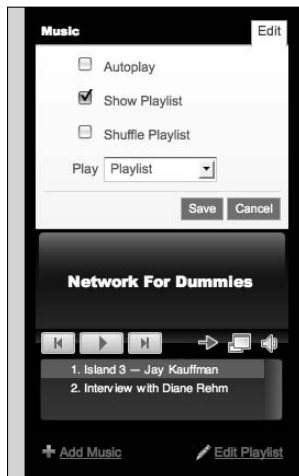 Music Edit
Autoplay
Show Playlist
Shuffle Playlist
Play Playlist
Save Cancel
Network For Dummies
1. Island 3 — Jay Kauffman
2. Interview with Diane Rehm
Add Music Edit Playlist